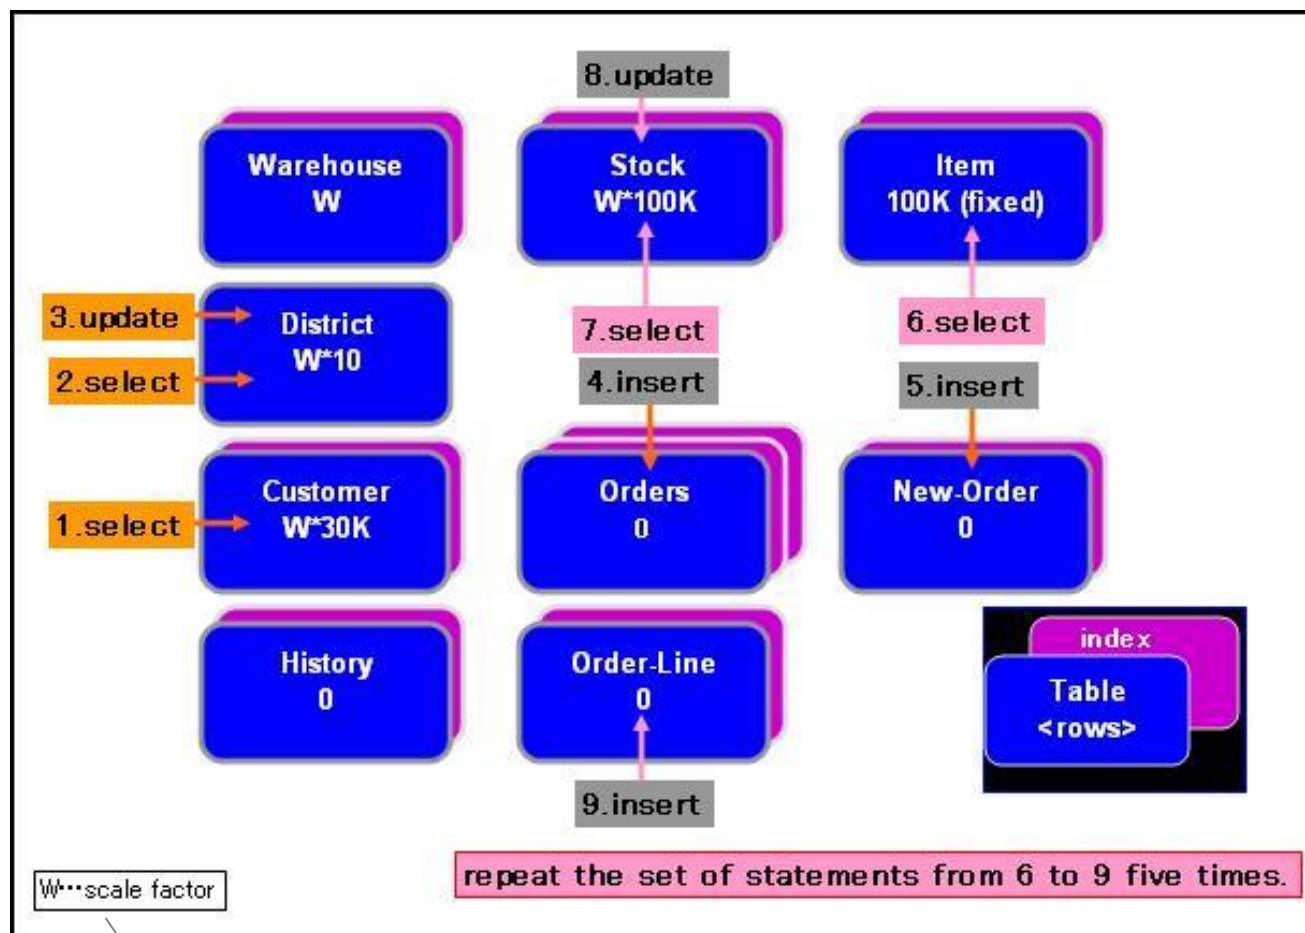 8.update
Warehouse
W
Stock
W*100K
Item
100K (fixed)
3.update
2.select
District
W*10
7.select
6.select
4.insert
5.insert
1.select
Customer
W*30K
Orders
0
New-Order
0
History
0
Order-Line
0
index
Table
<rows>
9.insert
repeat the set of statements from 6 to 9 five times.
W···scale factor